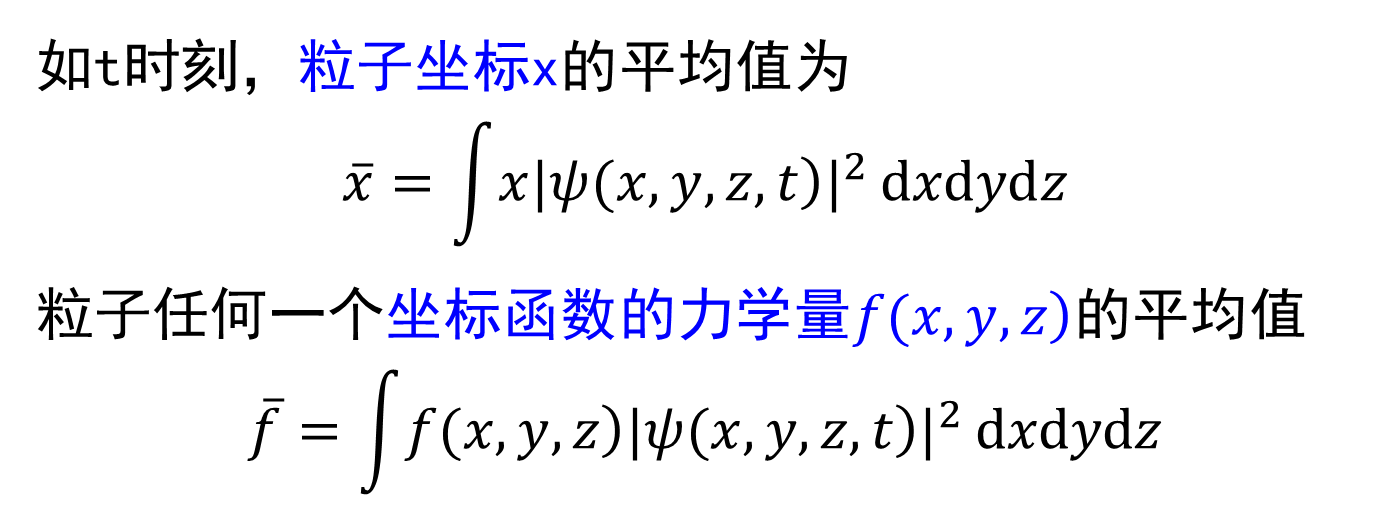 如t时刻，粒子坐标x的平均值为
x̄ = ∫ x|ψ(x, y, z, t)|² dxdydz
粒子任何一个坐标函数的力学量f(x, y, z)的平均值
f̄ = ∫ f(x, y, z)|ψ(x, y, z, t)|² dxdydz